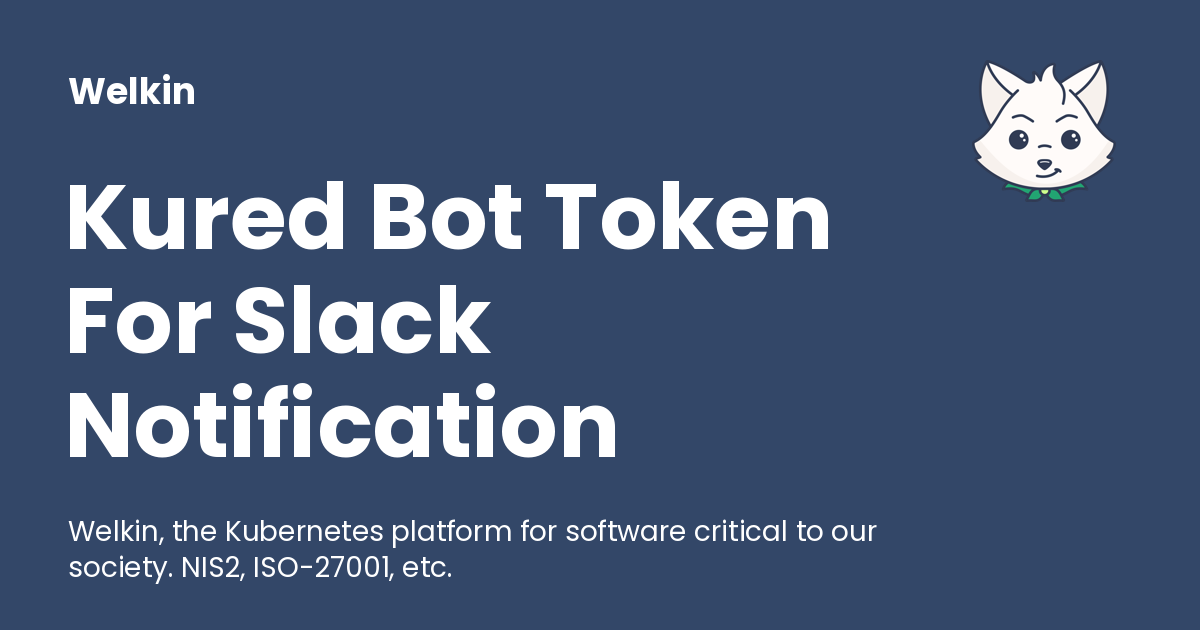 Welkin
Kured Bot Token
For Slack
Notification
Welkin, the Kubernetes platform for software critical to our
society. NIS2, ISO-27001, etc.